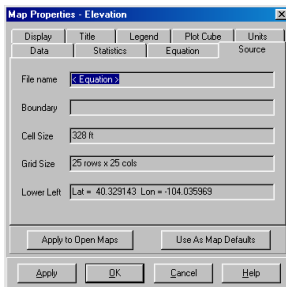 Map Properties - Elevation
Display Title Legend Plot Cube Units
Data Statistics Equation Source
File name < Equation >
Boundary
Cell Size 328 ft
Grid Size 25 rows x 25 cols
Lower Left Lat = 40.329143 Lon = -104.035969
Apply to Open Maps Use As Map Defaults
Apply OK Cancel Help